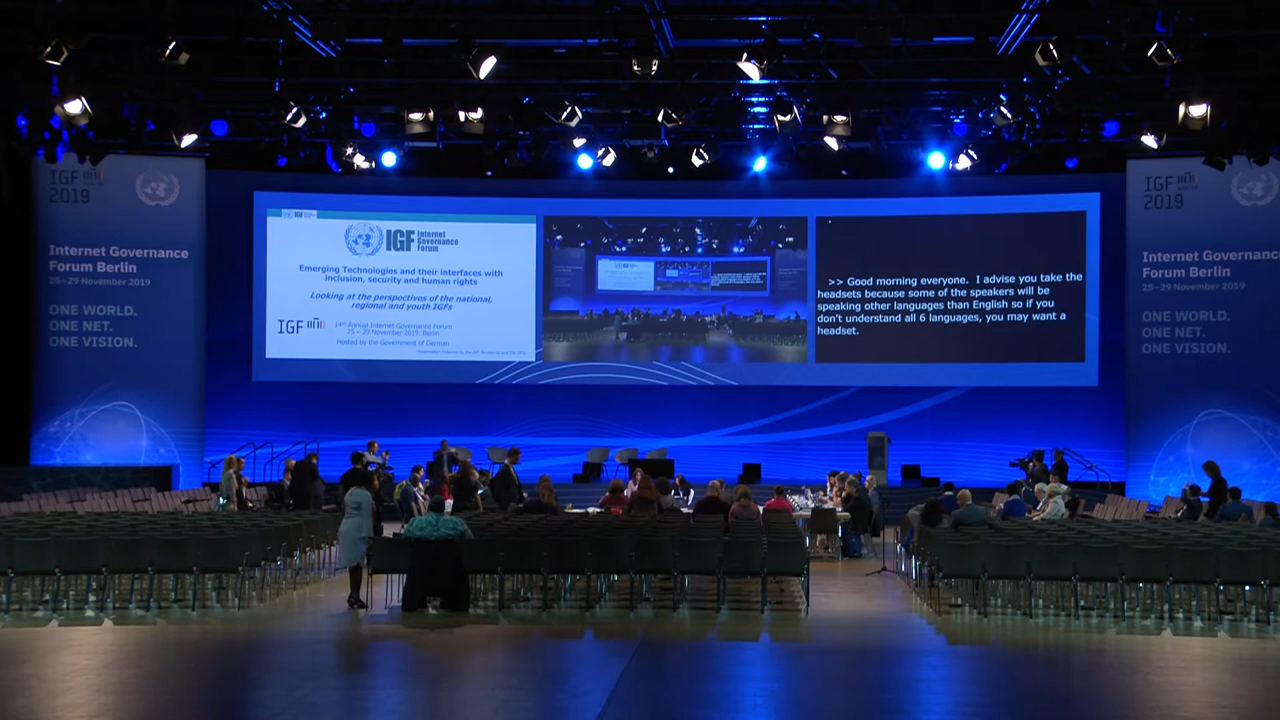 IGF
2019
Internet Governance
Forum Berlin
25–29 November 2019
ONE WORLD.
ONE NET.
ONE VISION.
IGF
IGF Internet
Governance
Forum
Emerging Technologies and their interfaces with
inclusion, security and human rights
Looking at the perspectives of the national,
regional and youth IGFs
IGF
14th Annual Internet Governance Forum
25 – 29 November 2019, Berlin
Hosted by the Government of German
>> Good morning everyone. I advise you take the
headsets because some of the speakers will be
speaking other languages than English so if you
don't understand all 6 languages, you may want a
headset.
IGF
2019
Internet Governance
Forum Berlin
25–29 November 2019
ONE WORLD.
ONE NET.
ONE VISION.